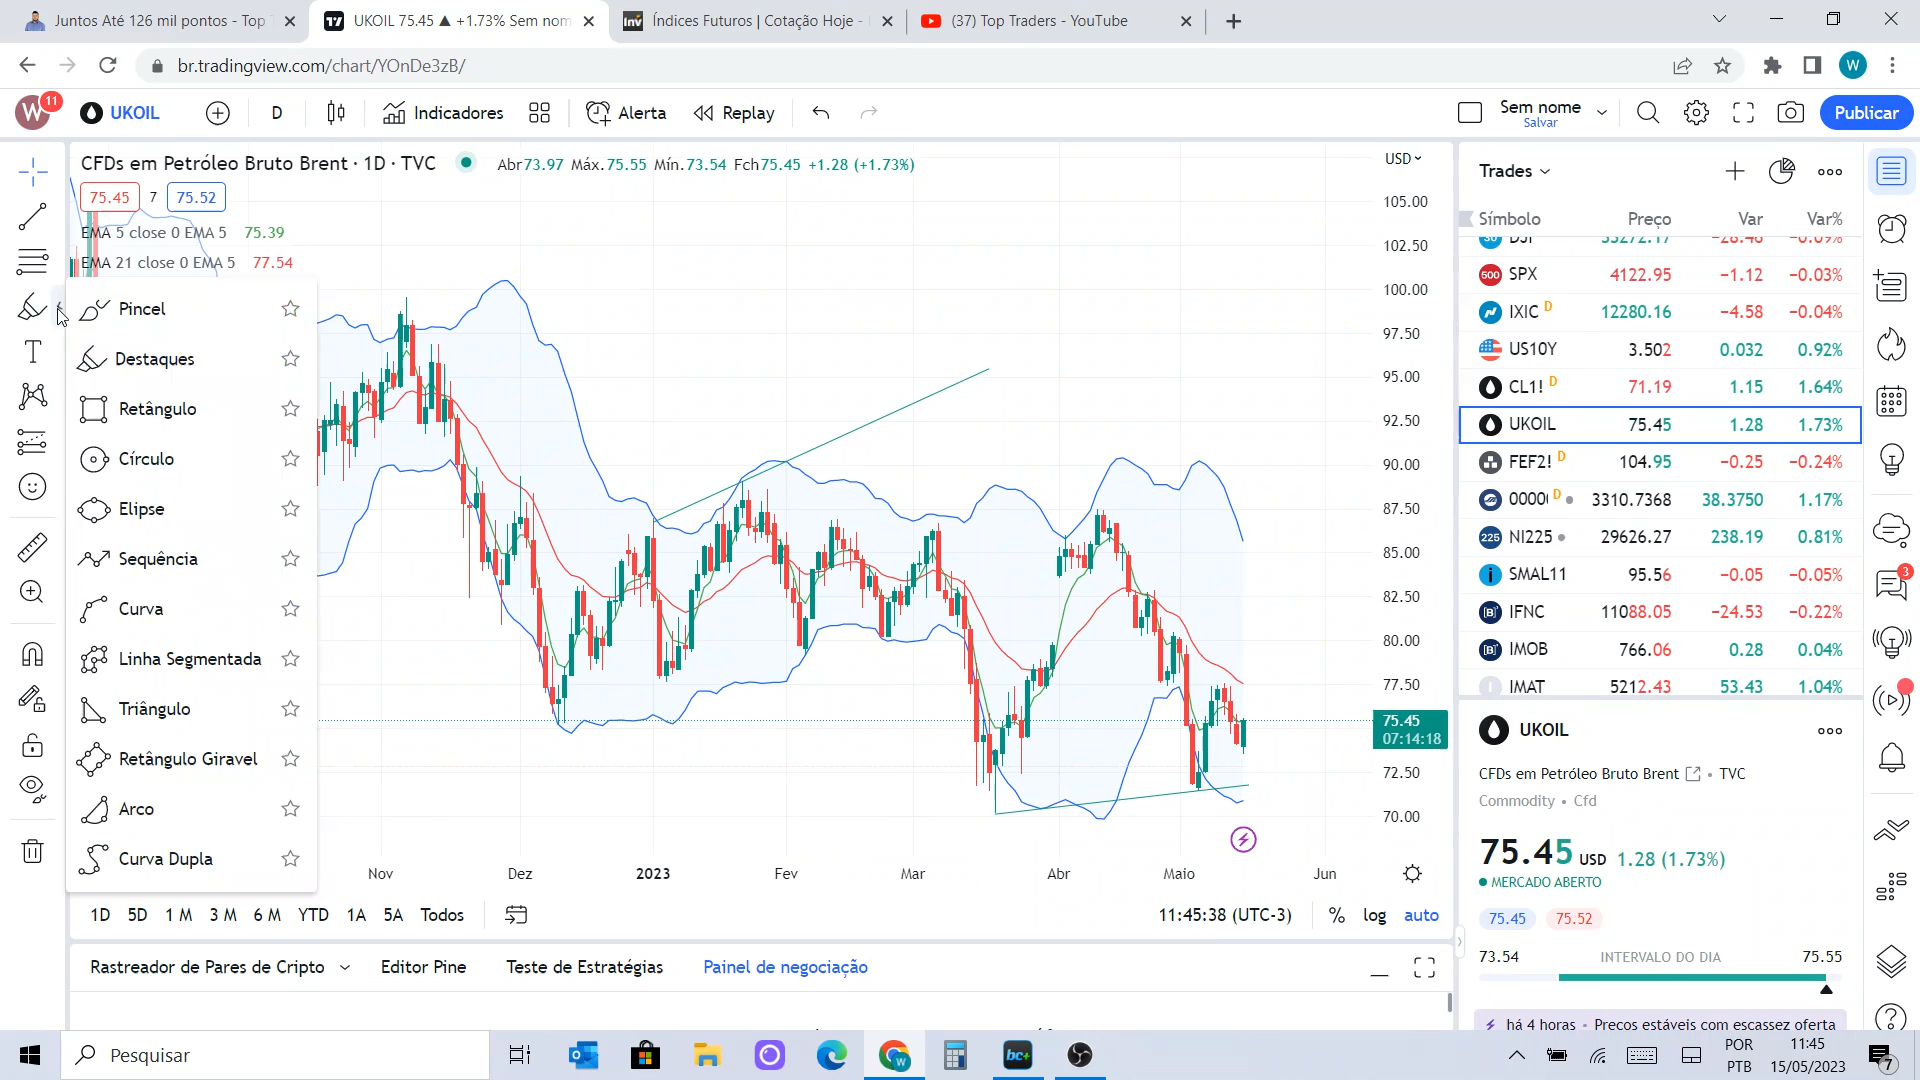 Juntos Até 126 mil pontos - Top T
UKOIL 75.45 ▲ +1.73% Sem nom
Índices Futuros | Cotação Hoje -
(37) Top Traders - YouTube
br.tradingview.com/chart/YOnDe3zB/
W
W 11
UKOIL
D
Indicadores
Alerta
Replay
Sem nome
Salvar
Publicar
CFDs em Petróleo Bruto Brent · 1D · TVC
Abr73.97 Máx.75.55 Mín.73.54 Fch75.45 +1.28 (+1.73%)
75.45 7 75.52
EMA 5 close 0 EMA 5 75.39
EMA 21 close 0 EMA 5 77.54
Pincel
Destaques
Retângulo
Círculo
Elipse
Sequência
Curva
Linha Segmentada
Triângulo
Retângulo Giravel
Arco
Curva Dupla
USD
105.00
102.50
100.00
97.50
95.00
92.50
90.00
87.50
85.00
82.50
80.00
77.50
75.45
07:14:18
72.50
70.00
Nov Dez 2023 Fev Mar Abr Maio Jun
1D 5D 1 M 3 M 6 M YTD 1A 5A Todos
11:45:38 (UTC-3) % log auto
Rastreador de Pares de Cripto Editor Pine Teste de Estratégias Painel de negociação
Trades
Símbolo Preço Var Var%
DJI 33272.17 −28.46 −0.09%
SPX 4122.95 −1.12 −0.03%
IXIC D 12280.16 −4.58 −0.04%
US10Y 3.502 0.032 0.92%
CL1! D 71.19 1.15 1.64%
UKOIL 75.45 1.28 1.73%
FEF2! D 104.95 −0.25 −0.24%
0000 D 3310.7368 38.3750 1.17%
NI225 29626.27 238.19 0.81%
SMAL11 95.56 −0.05 −0.05%
IFNC 11088.05 −24.53 −0.22%
IMOB 766.06 0.28 0.04%
IMAT 5212.43 53.43 1.04%
UKOIL
CFDs em Petróleo Bruto Brent • TVC
Commodity • Cfd
75.45 USD 1.28 (1.73%)
MERCADO ABERTO
75.45 75.52
73.54 INTERVALO DO DIA 75.55
há 4 horas • Preços estáveis com escassez oferta
3
Pesquisar
POR
PTB
11:45
15/05/2023
7